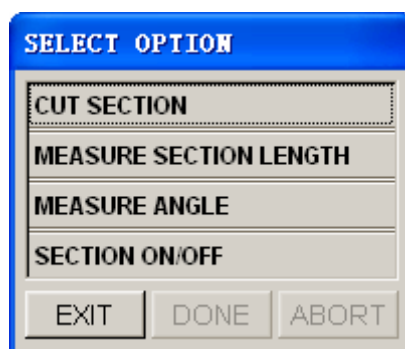 SELECT OPTION
CUT SECTION
MEASURE SECTION LENGTH
MEASURE ANGLE
SECTION ON/OFF
EXIT DONE ABORT